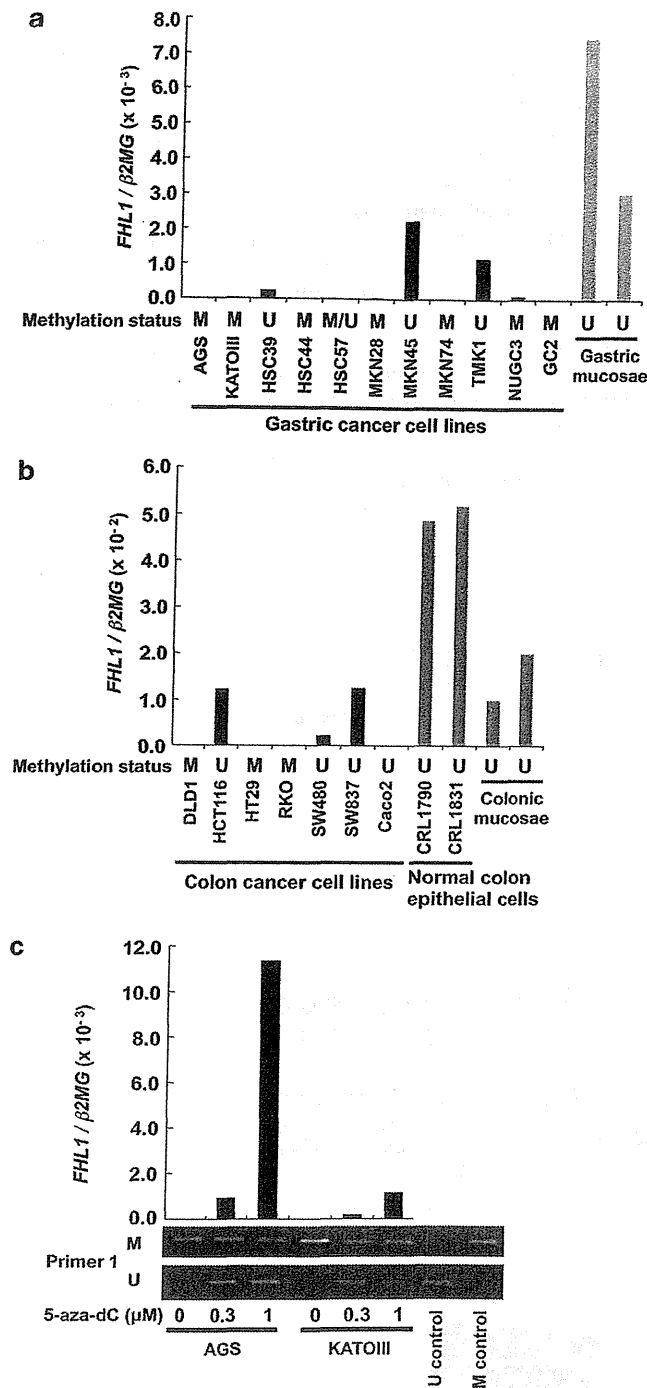 a
FHL1 / β2MG (x 10⁻³)
8.0
7.0
6.0
5.0
4.0
3.0
2.0
1.0
0.0
Methylation status M M U M M/U M U M U M M U U
AGS KATOIII HSC39 HSC44 HSC57 MKN28 MKN45 MKN74 TMK1 NUGC3 GC2
Gastric mucosae
Gastric cancer cell lines
b
FHL1 / β2MG (x 10⁻²)
6.0
5.0
4.0
3.0
2.0
1.0
0.0
Methylation status M U M M U U U U U U U
DLD1 HCT116 HT29 RKO SW480 SW837 Caco2 CRL1790 CRL1831
Colonic mucosae
Colon cancer cell lines
Normal colon epithelial cells
c
FHL1 / β2MG (x 10⁻³)
12.0
10.0
8.0
6.0
4.0
2.0
0.0
Primer 1
M
U
5-aza-dC (µM) 0 0.3 1 0 0.3 1
AGS KATOIII
U control
M control